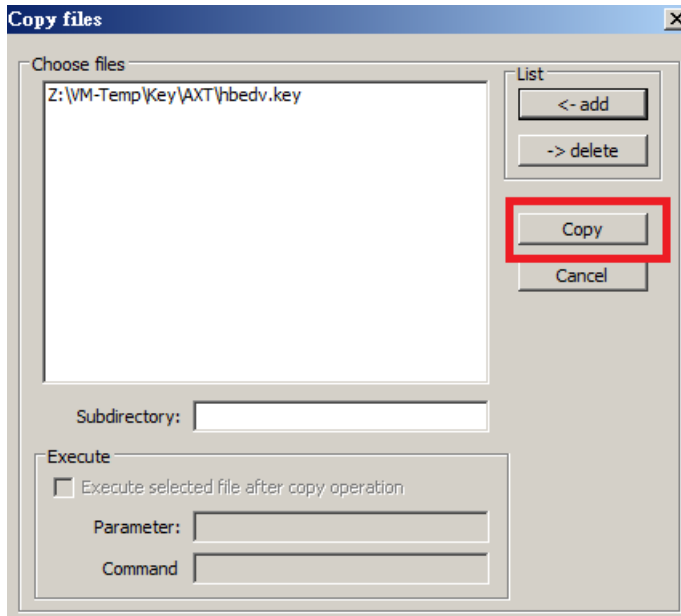 Copy files
Choose files
Z:\VM-Temp\Key\AXT\hbedv.key
List
<- add
-> delete
Copy
Cancel
Subdirectory:
Execute
Execute selected file after copy operation
Parameter:
Command